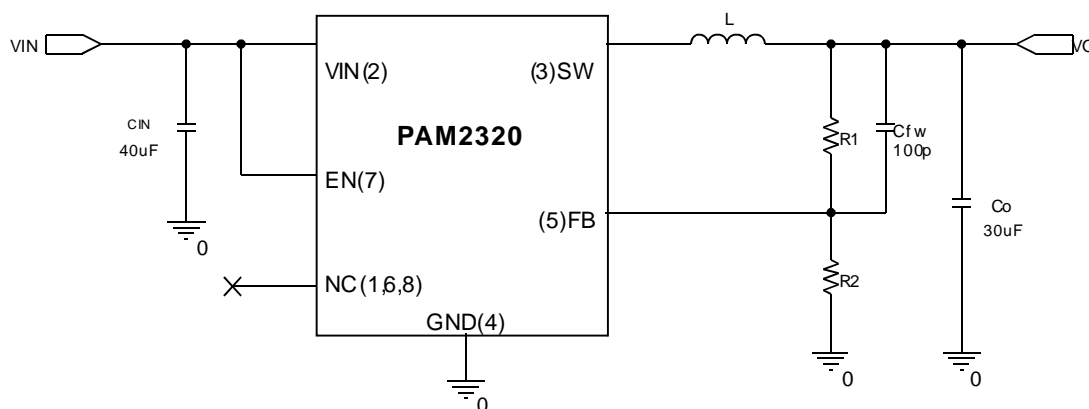 L
VIN
VO
VIN(2)
(3)SW
CIN
40uF
PAM2320
R1
Cfw
100p
EN(7)
(5)FB
Co
30uF
0
NC(1,6,8)
R2
GND(4)
0
0
0